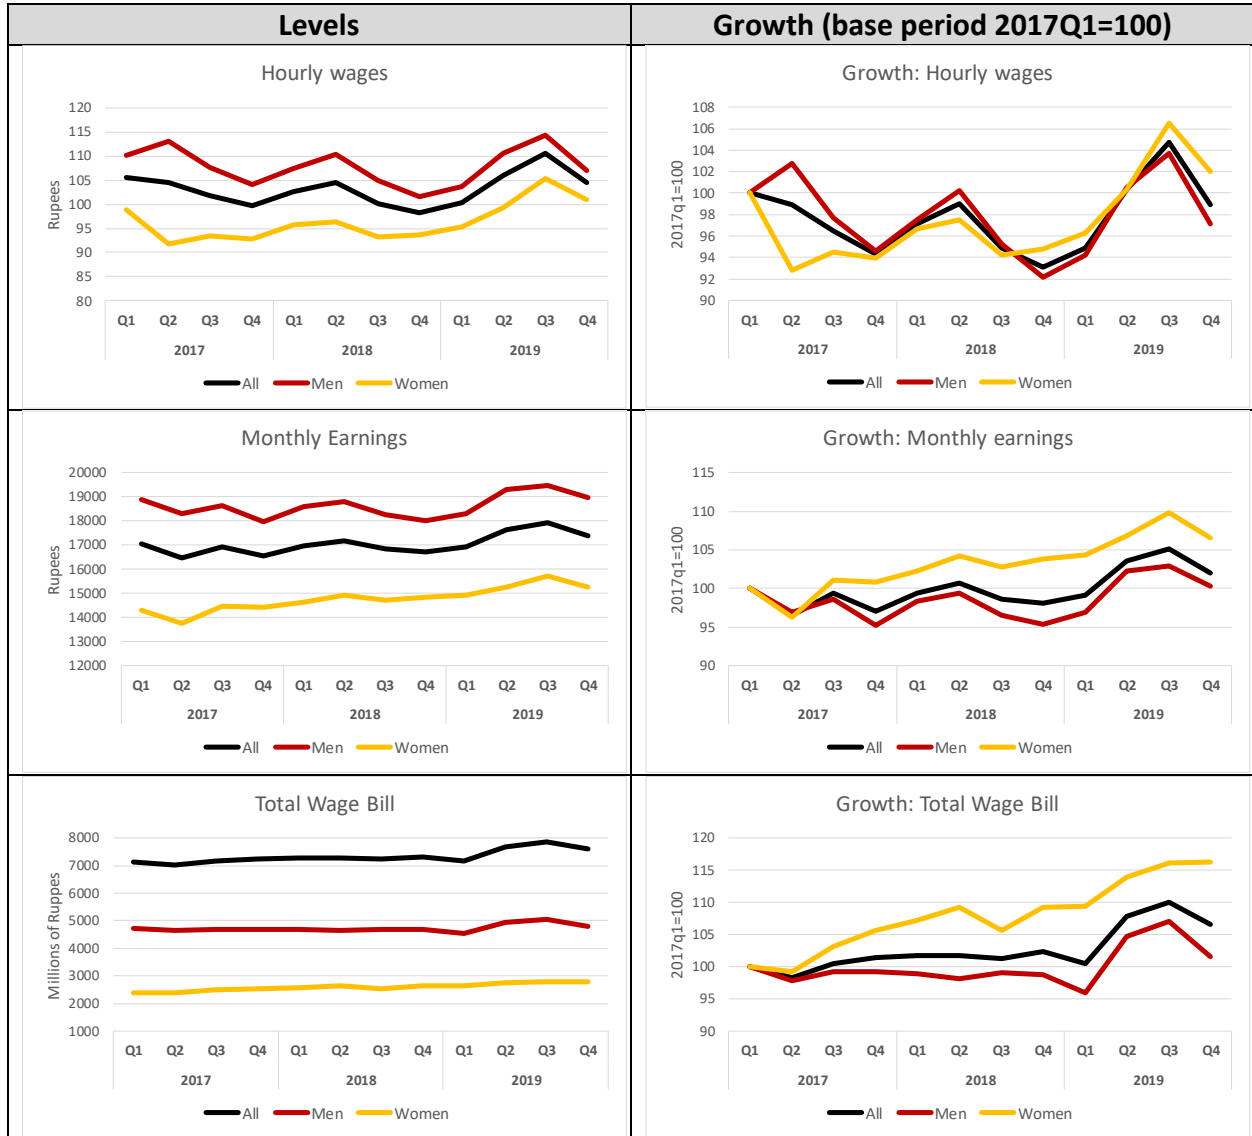 Levels
Growth (base period 2017Q1=100)
Hourly wages
120
115
110
105
100
95
90
85
80
Rupees
Q1 Q2 Q3 Q4 Q1 Q2 Q3 Q4 Q1 Q2 Q3 Q4
2017 2018 2019
All Men Women
Growth: Hourly wages
108
106
104
102
100
98
96
94
92
90
2017q1=100
Q1 Q2 Q3 Q4 Q1 Q2 Q3 Q4 Q1 Q2 Q3 Q4
2017 2018 2019
All Men Women
Monthly Earnings
20000
19000
18000
17000
16000
15000
14000
13000
12000
Rupees
Q1 Q2 Q3 Q4 Q1 Q2 Q3 Q4 Q1 Q2 Q3 Q4
2017 2018 2019
All Men Women
Growth: Monthly earnings
115
110
105
100
95
90
2017q1=100
Q1 Q2 Q3 Q4 Q1 Q2 Q3 Q4 Q1 Q2 Q3 Q4
2017 2018 2019
All Men Women
Total Wage Bill
8000
7000
6000
5000
4000
3000
2000
1000
Millions of Ruppes
Q1 Q2 Q3 Q4 Q1 Q2 Q3 Q4 Q1 Q2 Q3 Q4
2017 2018 2019
All Men Women
Growth: Total Wage Bill
120
115
110
105
100
95
90
2017q1=100
Q1 Q2 Q3 Q4 Q1 Q2 Q3 Q4 Q1 Q2 Q3 Q4
2017 2018 2019
All Men Women